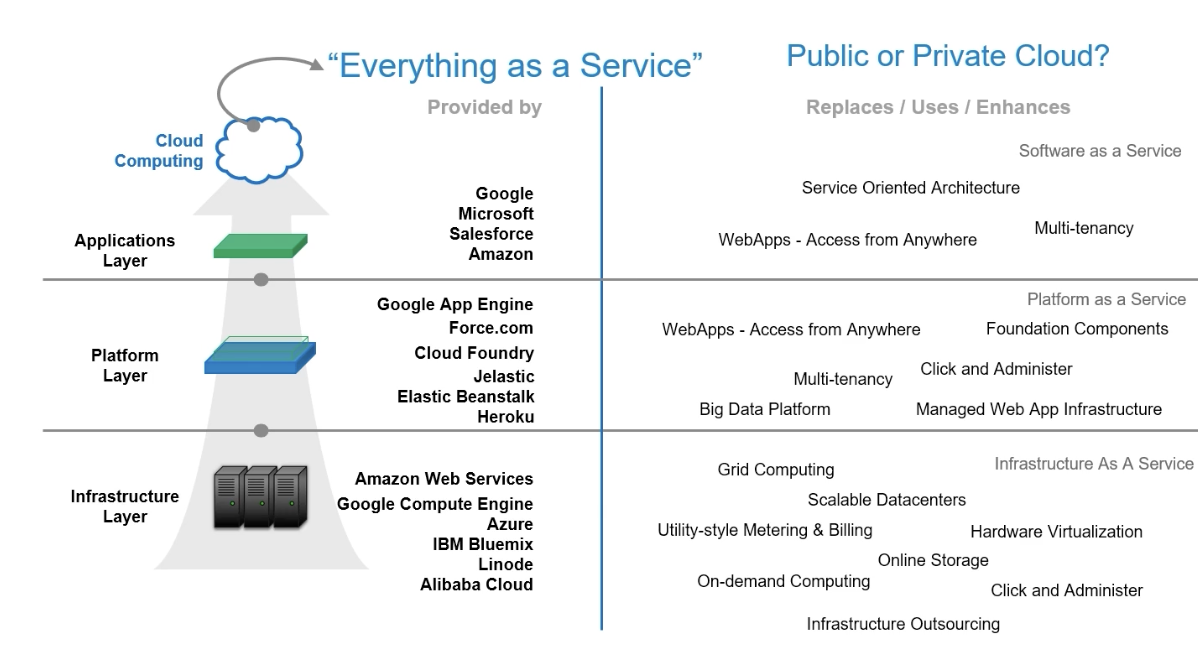 “Everything as a Service”
Public or Private Cloud?
Provided by
Replaces / Uses / Enhances
Cloud
Computing
Software as a Service
Google
Microsoft
Salesforce
Amazon
Service Oriented Architecture
Multi-tenancy
WebApps - Access from Anywhere
Applications
Layer
Platform as a Service
Google App Engine
Force.com
Cloud Foundry
Jelastic
Elastic Beanstalk
Heroku
WebApps - Access from Anywhere
Foundation Components
Click and Administer
Multi-tenancy
Big Data Platform
Managed Web App Infrastructure
Platform
Layer
Infrastructure As A Service
Grid Computing
Amazon Web Services
Google Compute Engine
Azure
IBM Bluemix
Linode
Alibaba Cloud
Scalable Datacenters
Utility-style Metering & Billing
Hardware Virtualization
Online Storage
On-demand Computing
Click and Administer
Infrastructure Outsourcing
Infrastructure
Layer